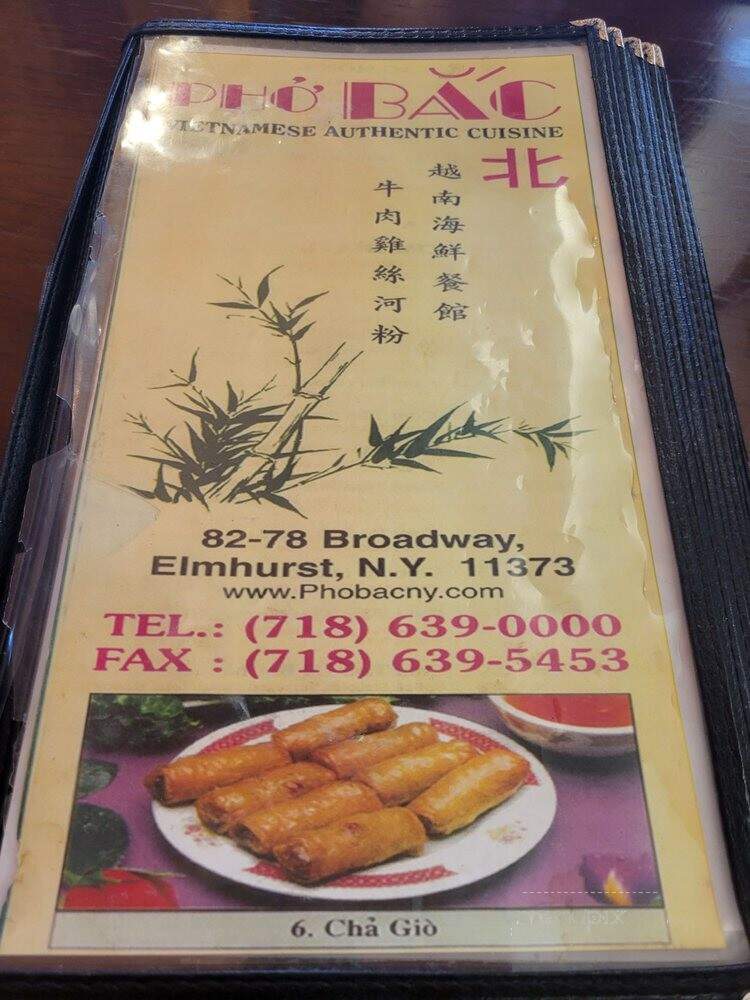 PHỞ BẮC
VIETNAMESE AUTHENTIC CUISINE
北
越南海鮮餐館
牛肉雞絲河粉
82-78 Broadway,
Elmhurst, N.Y. 11373
www.Phobacny.com
TEL.: (718) 639-0000
FAX : (718) 639-5453
6. Chả Giò